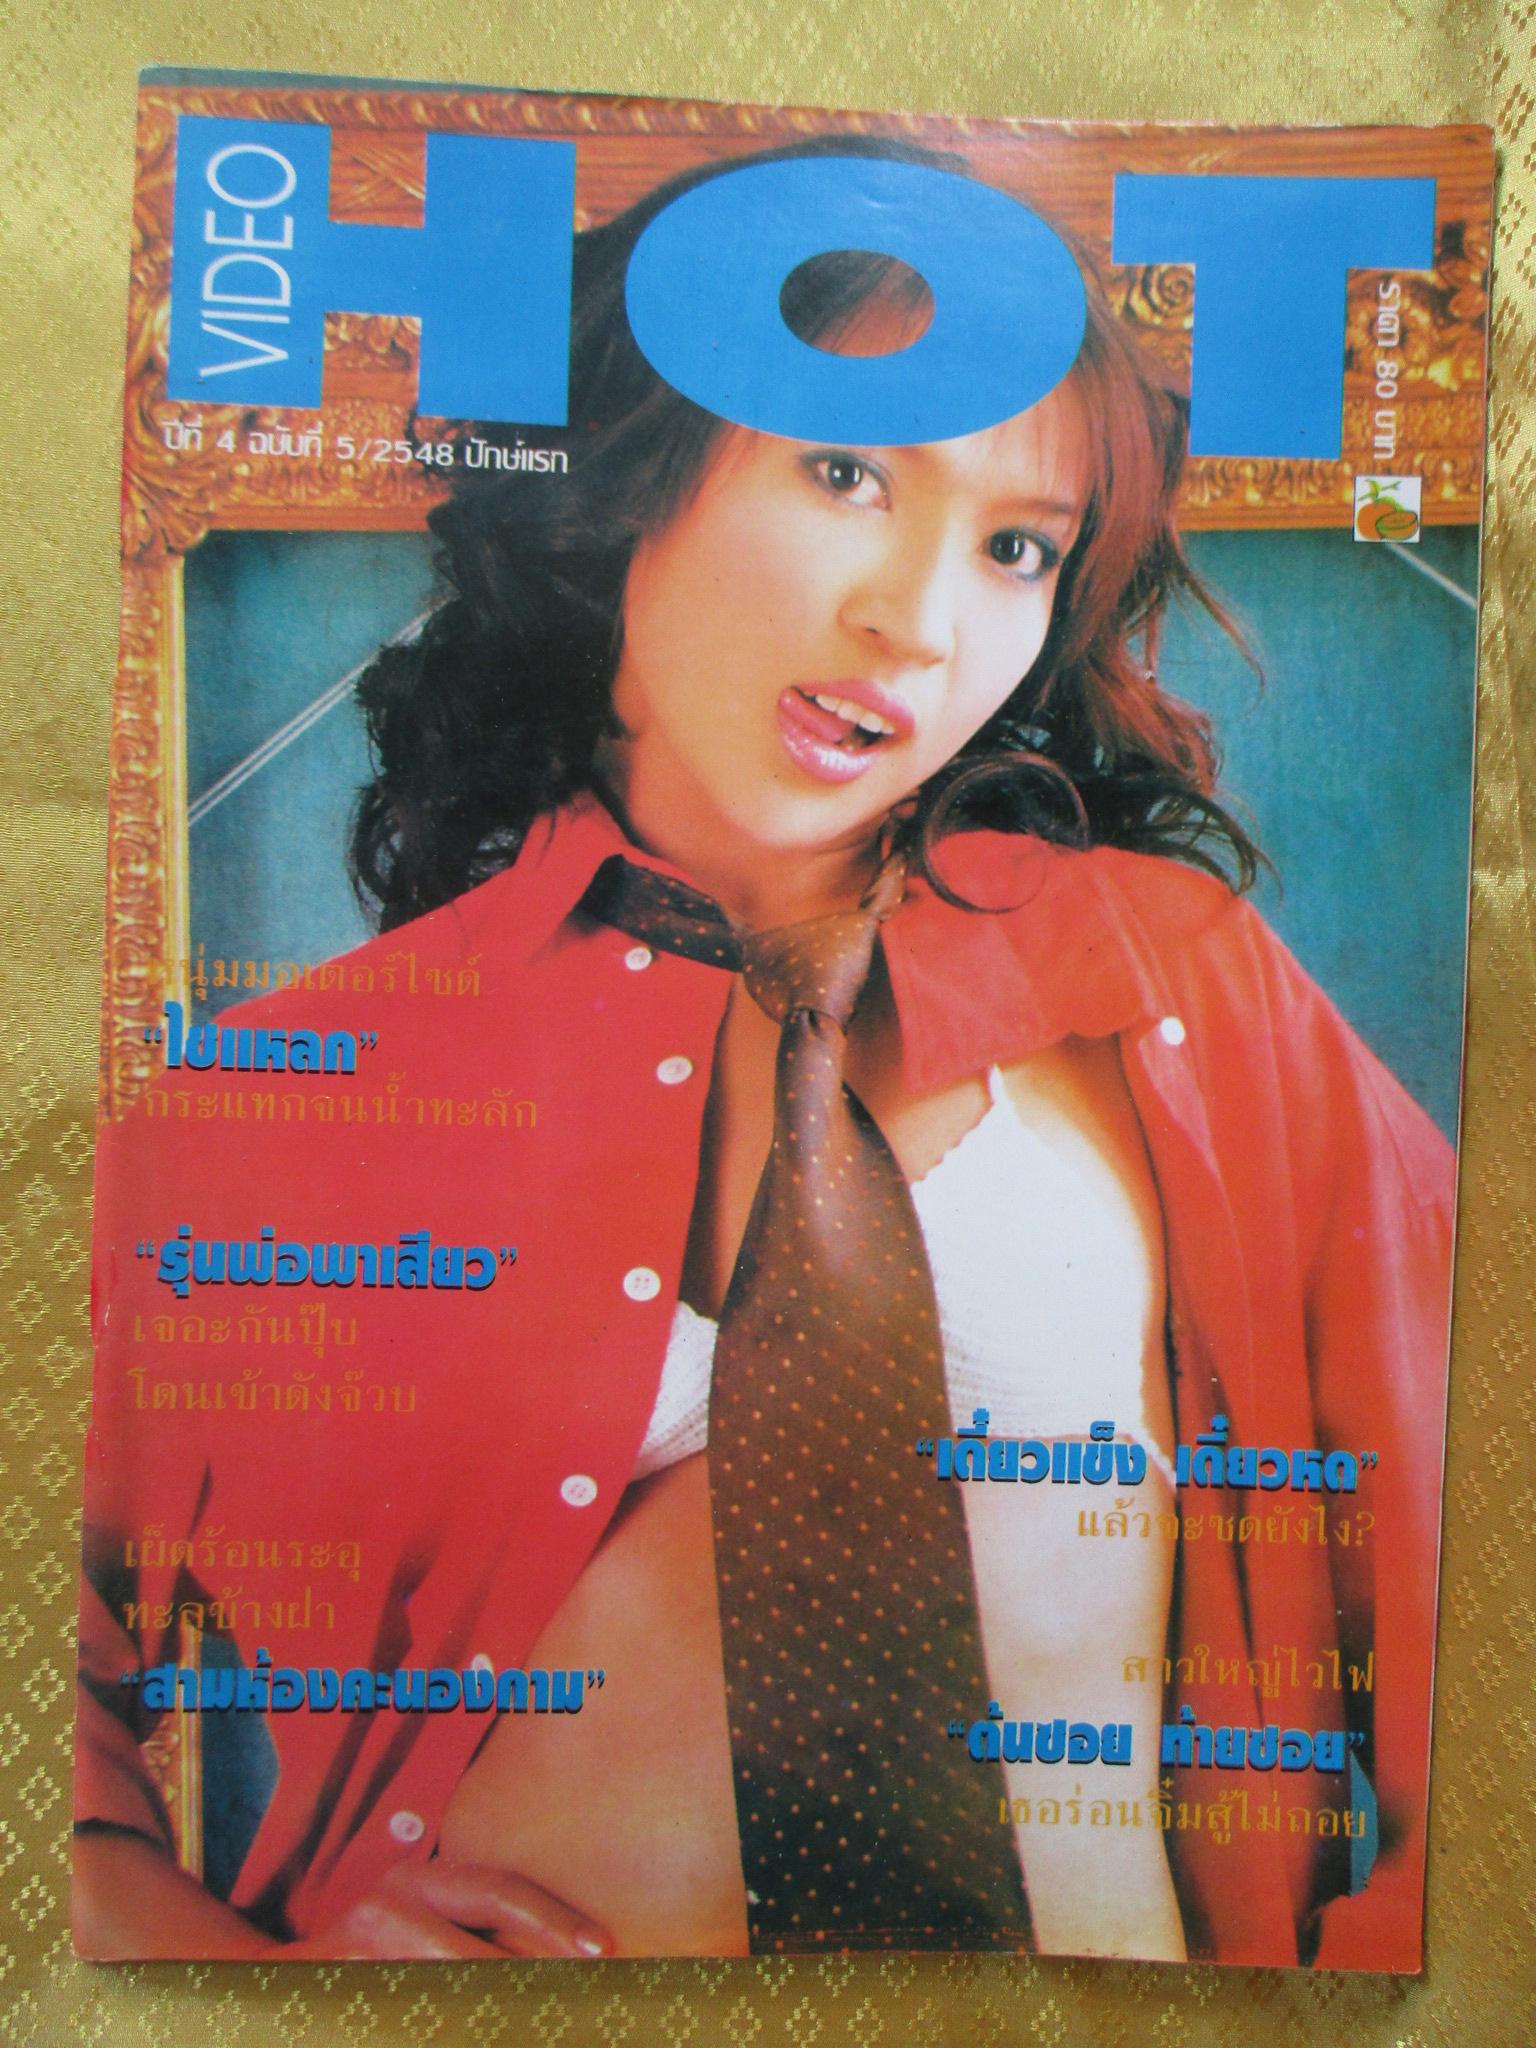 VIDEO
HOT
ราคา 80 บาท
ปีที่ 4 ฉบับที่ 5/2548 ปักษ์แรก
หนุ่มมอเตอร์ไซด์
“ไขแหลก”
กระแทกจนน้ำทะลัก
“รุ่นพ่อพาเสียว”
เจอะกันปุ๊บ
โดนเข้าดังจ๊วบ
เผ็ดร้อนระอุ
ทะลุข้างฝา
“สามห้องคะนองกาม”
“เดี๋ยวแข็ง เดี๋ยวหด”
แล้วจะซดยังไง?
สาวใหญ่ไวไฟ
“ต้นซอย ท้ายซอย”
เธอร่อนจิ๋มสู้ไม่ถอย